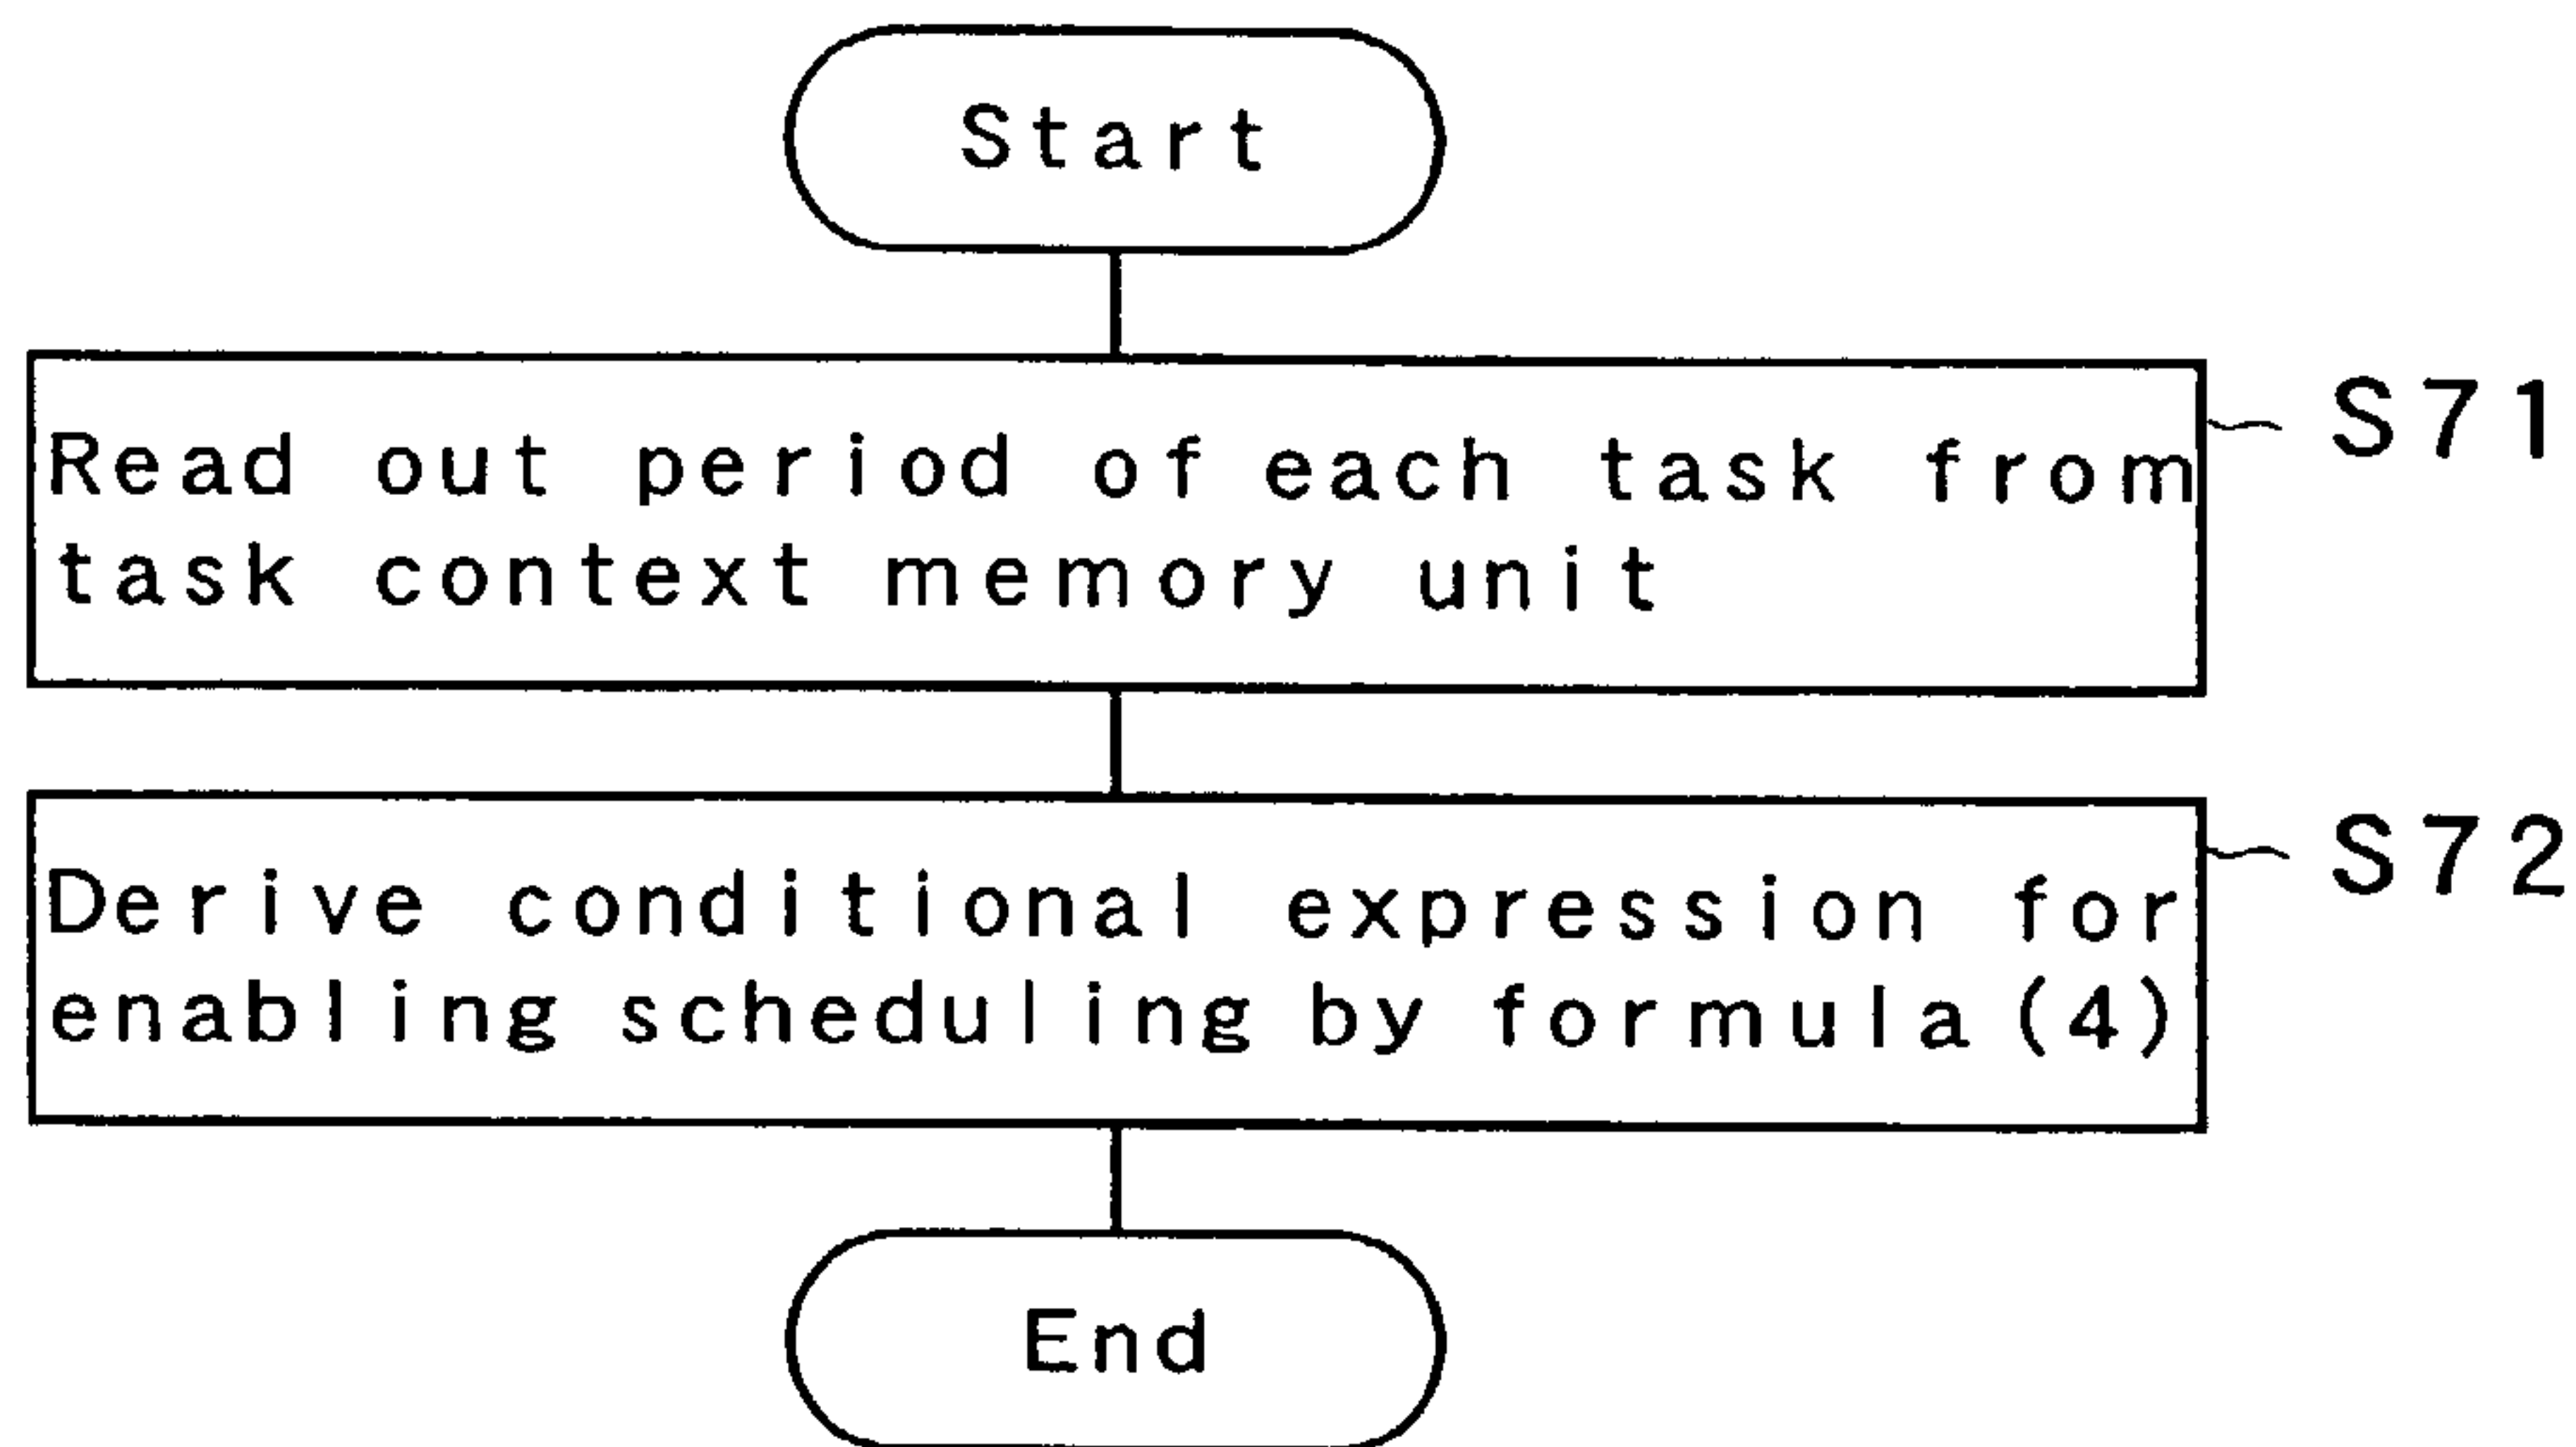 Start
Read out period of each task from
task context memory unit
S71
Derive conditional expression for
enabling scheduling by formula(4)
S72
End